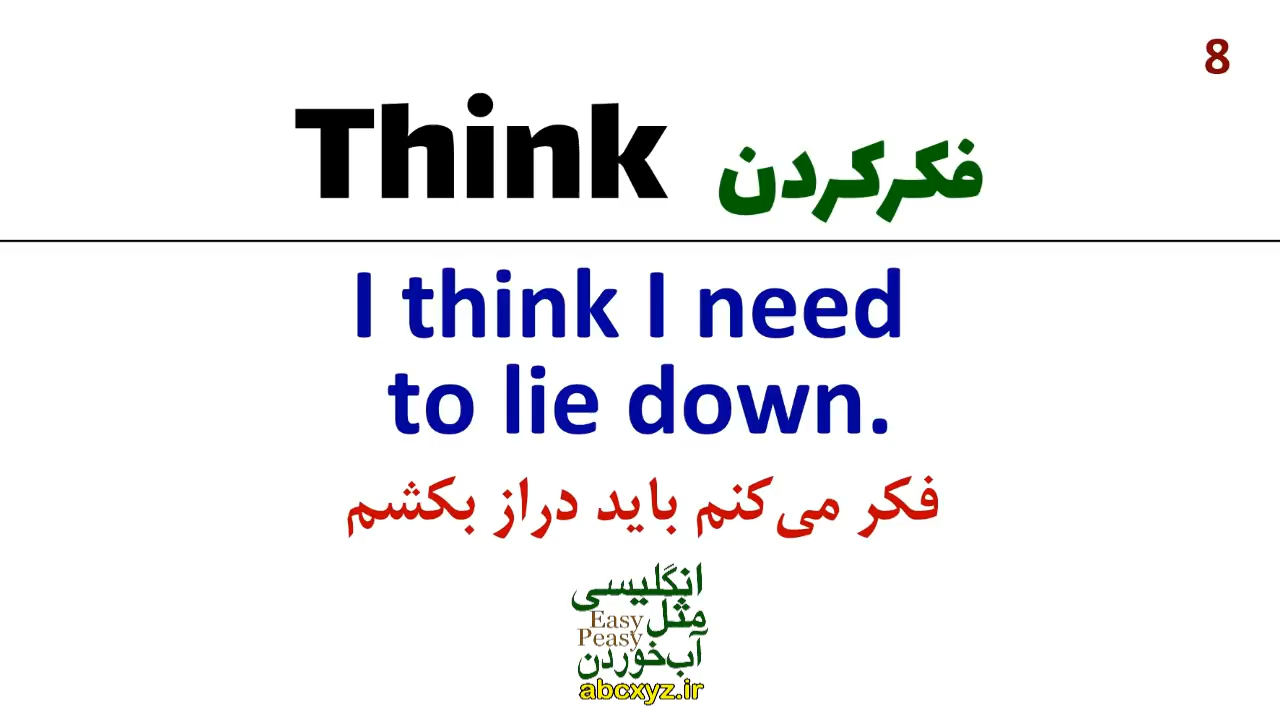 8
Think فکرکردن
I think I need
to lie down.
فکر می‌کنم باید دراز بکشم
انگلیسی
مثل
Easy
Peasy
آب‌خوردن
abcxyz.ir